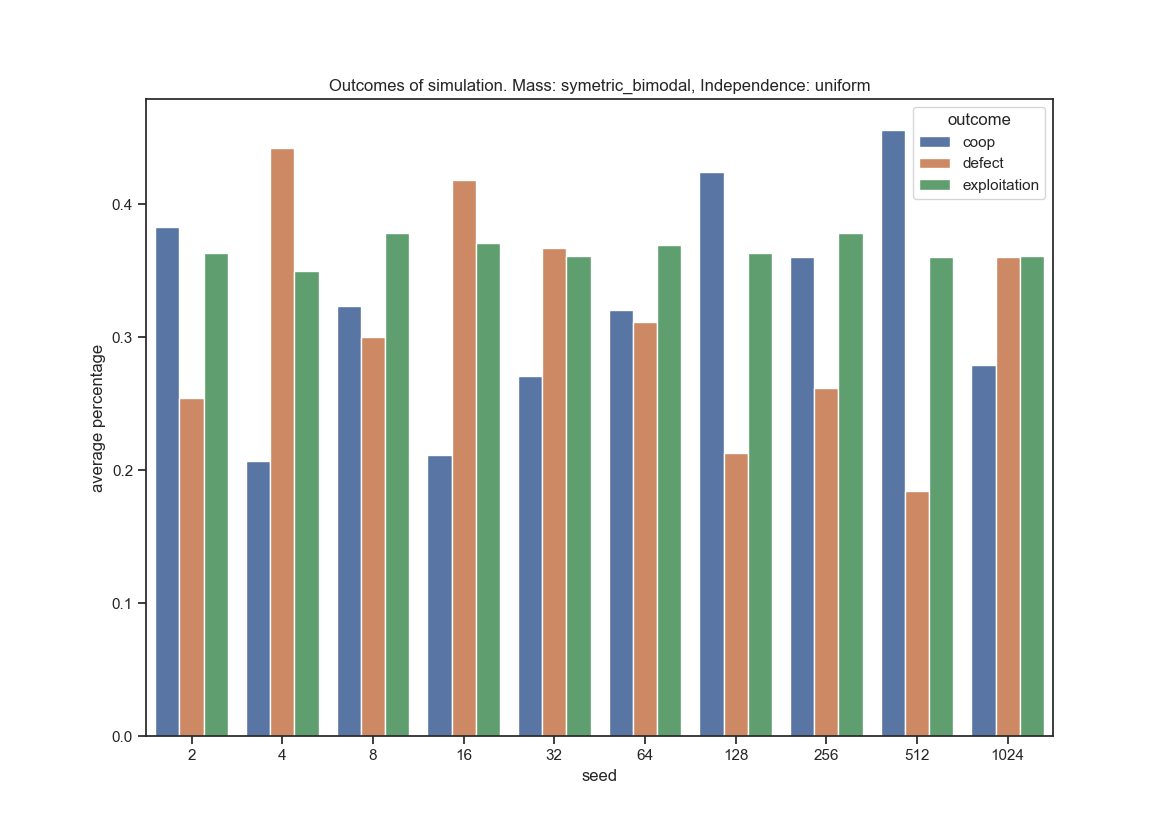 Outcomes of simulation. Mass: symetric_bimodal, Independence: uniform
outcome
coop
defect
exploitation
average percentage
0.4
0.3
0.2
0.1
0.0
2 4 8 16 32 64 128 256 512 1024
seed